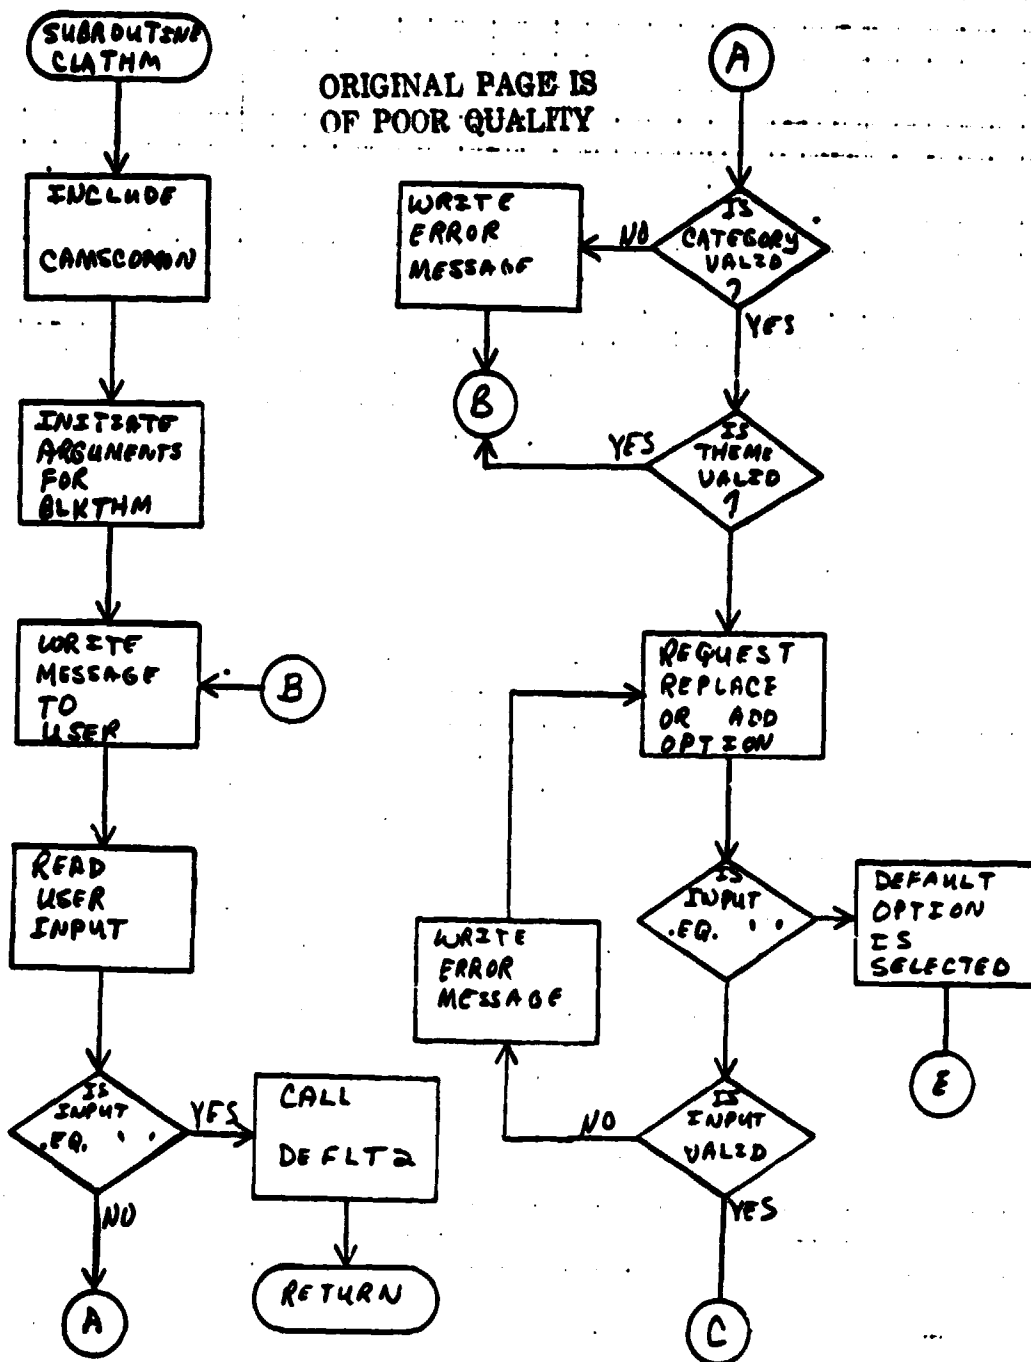 SUBROUTINE
CLATHM
ORIGINAL PAGE IS
OF POOR QUALITY
INCLUDE
CAMSCOMON
INITIATE
ARGUMENTS
FOR
BLKTHM
WRITE
MESSAGE
TO
USER
B
READ
USER
INPUT
IS
INPUT
.EQ. ' '
YES
CALL
DEFLT2
RETURN
NO
A
A
IS
CATEGORY
VALID
?
NO
WRITE
ERROR
MESSAGE
B
YES
IS
THEME
VALID
?
YES
REQUEST
REPLACE
OR ADD
OPTION
IS
INPUT
.EQ. ' '
DEFAULT
OPTION
IS
SELECTED
E
WRITE
ERROR
MESSAGE
IS
INPUT
VALID
NO
YES
C